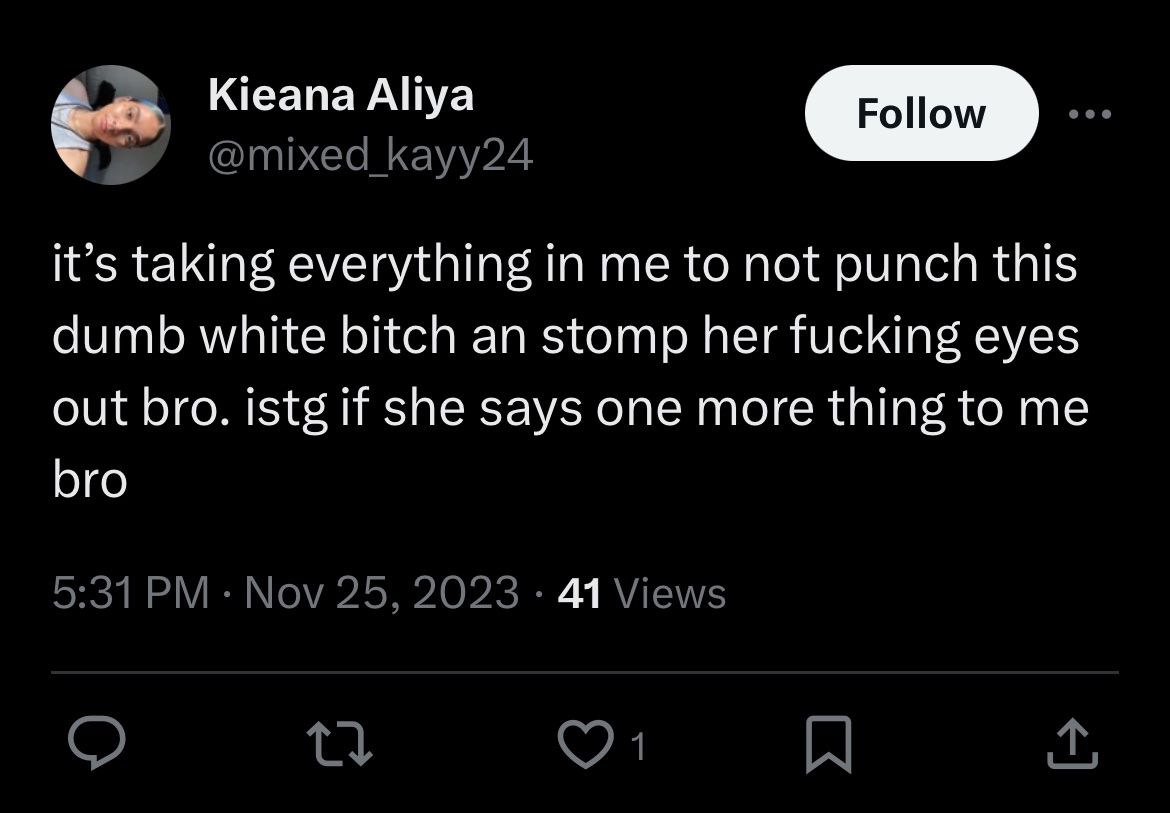 Kieana Aliya
@mixed_kayy24
Follow
it’s taking everything in me to not punch this
dumb white bitch an stomp her fucking eyes
out bro. istg if she says one more thing to me
bro
5:31 PM · Nov 25, 2023 · 41 Views
1